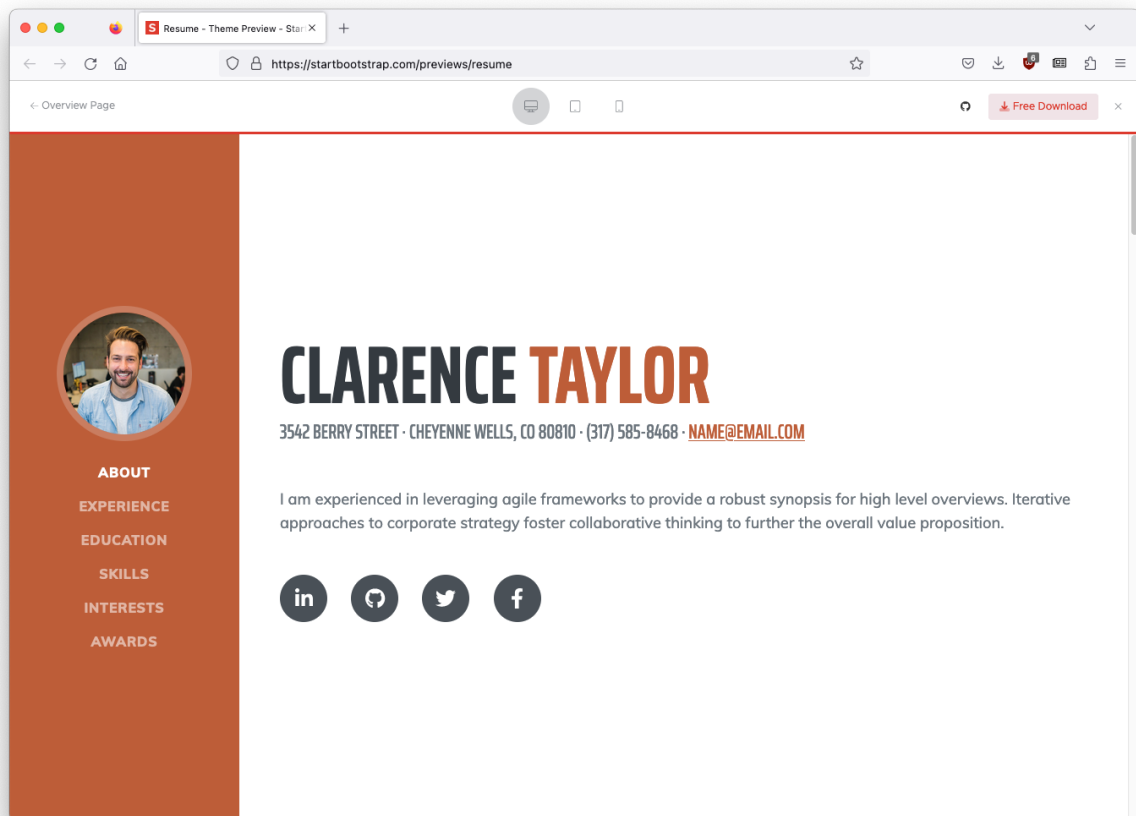 Resume - Theme Preview - Star
https://startbootstrap.com/previews/resume
6
Overview Page
Free Download
CLARENCE TAYLOR
3542 BERRY STREET · CHEYENNE WELLS, CO 80810 · (317) 585-8468 · NAME@EMAIL.COM
ABOUT
EXPERIENCE
EDUCATION
SKILLS
INTERESTS
AWARDS
I am experienced in leveraging agile frameworks to provide a robust synopsis for high level overviews. Iterative
approaches to corporate strategy foster collaborative thinking to further the overall value proposition.